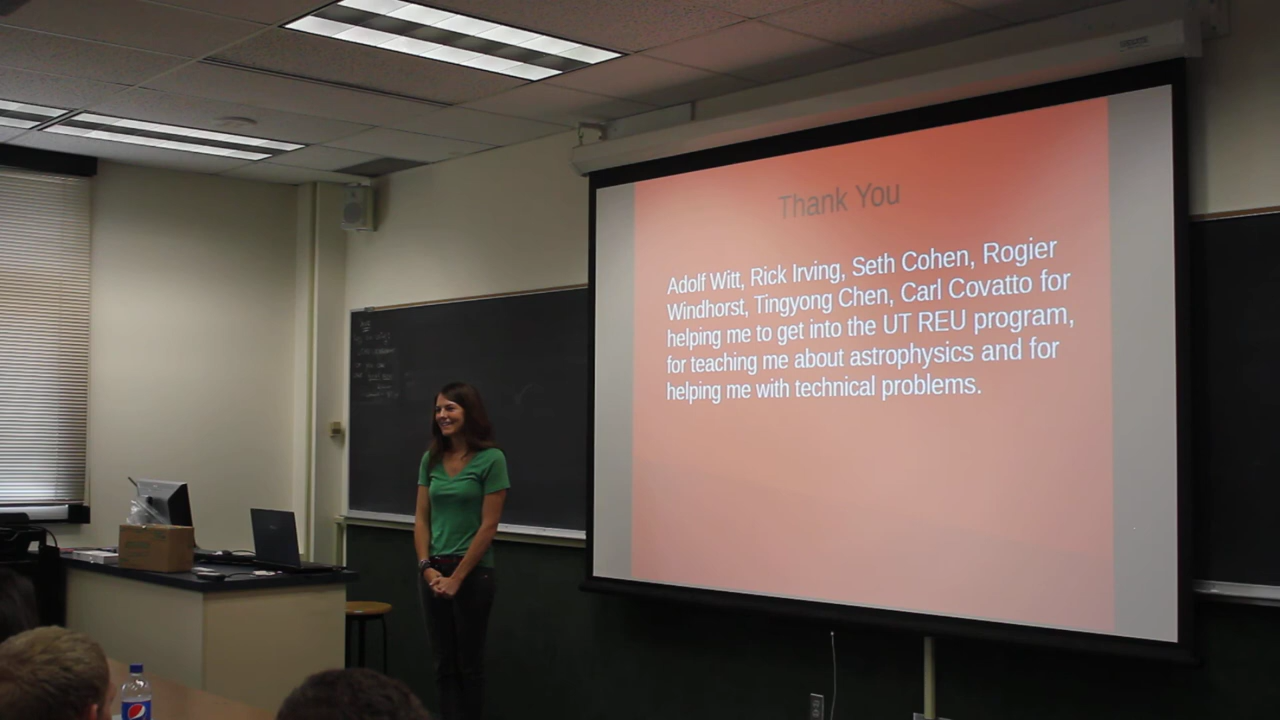 Thank You
Adolf Witt, Rick Irving, Seth Cohen, Rogier
Windhorst, Tingyong Chen, Carl Covatto for
helping me to get into the UT REU program,
for teaching me about astrophysics and for
helping me with technical problems.